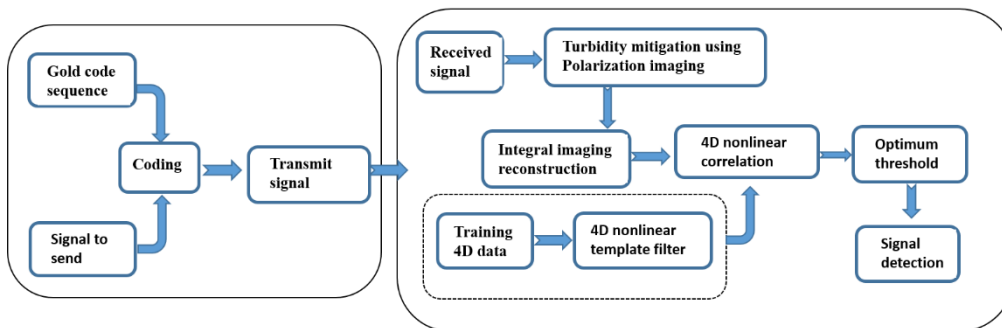 Gold code
sequence
Coding
Signal to
send
Transmit
signal
Received
signal
Turbidity mitigation using
Polarization imaging
Integral imaging
reconstruction
4D nonlinear
correlation
Optimum
threshold
Training
4D data
4D nonlinear
template filter
Signal
detection